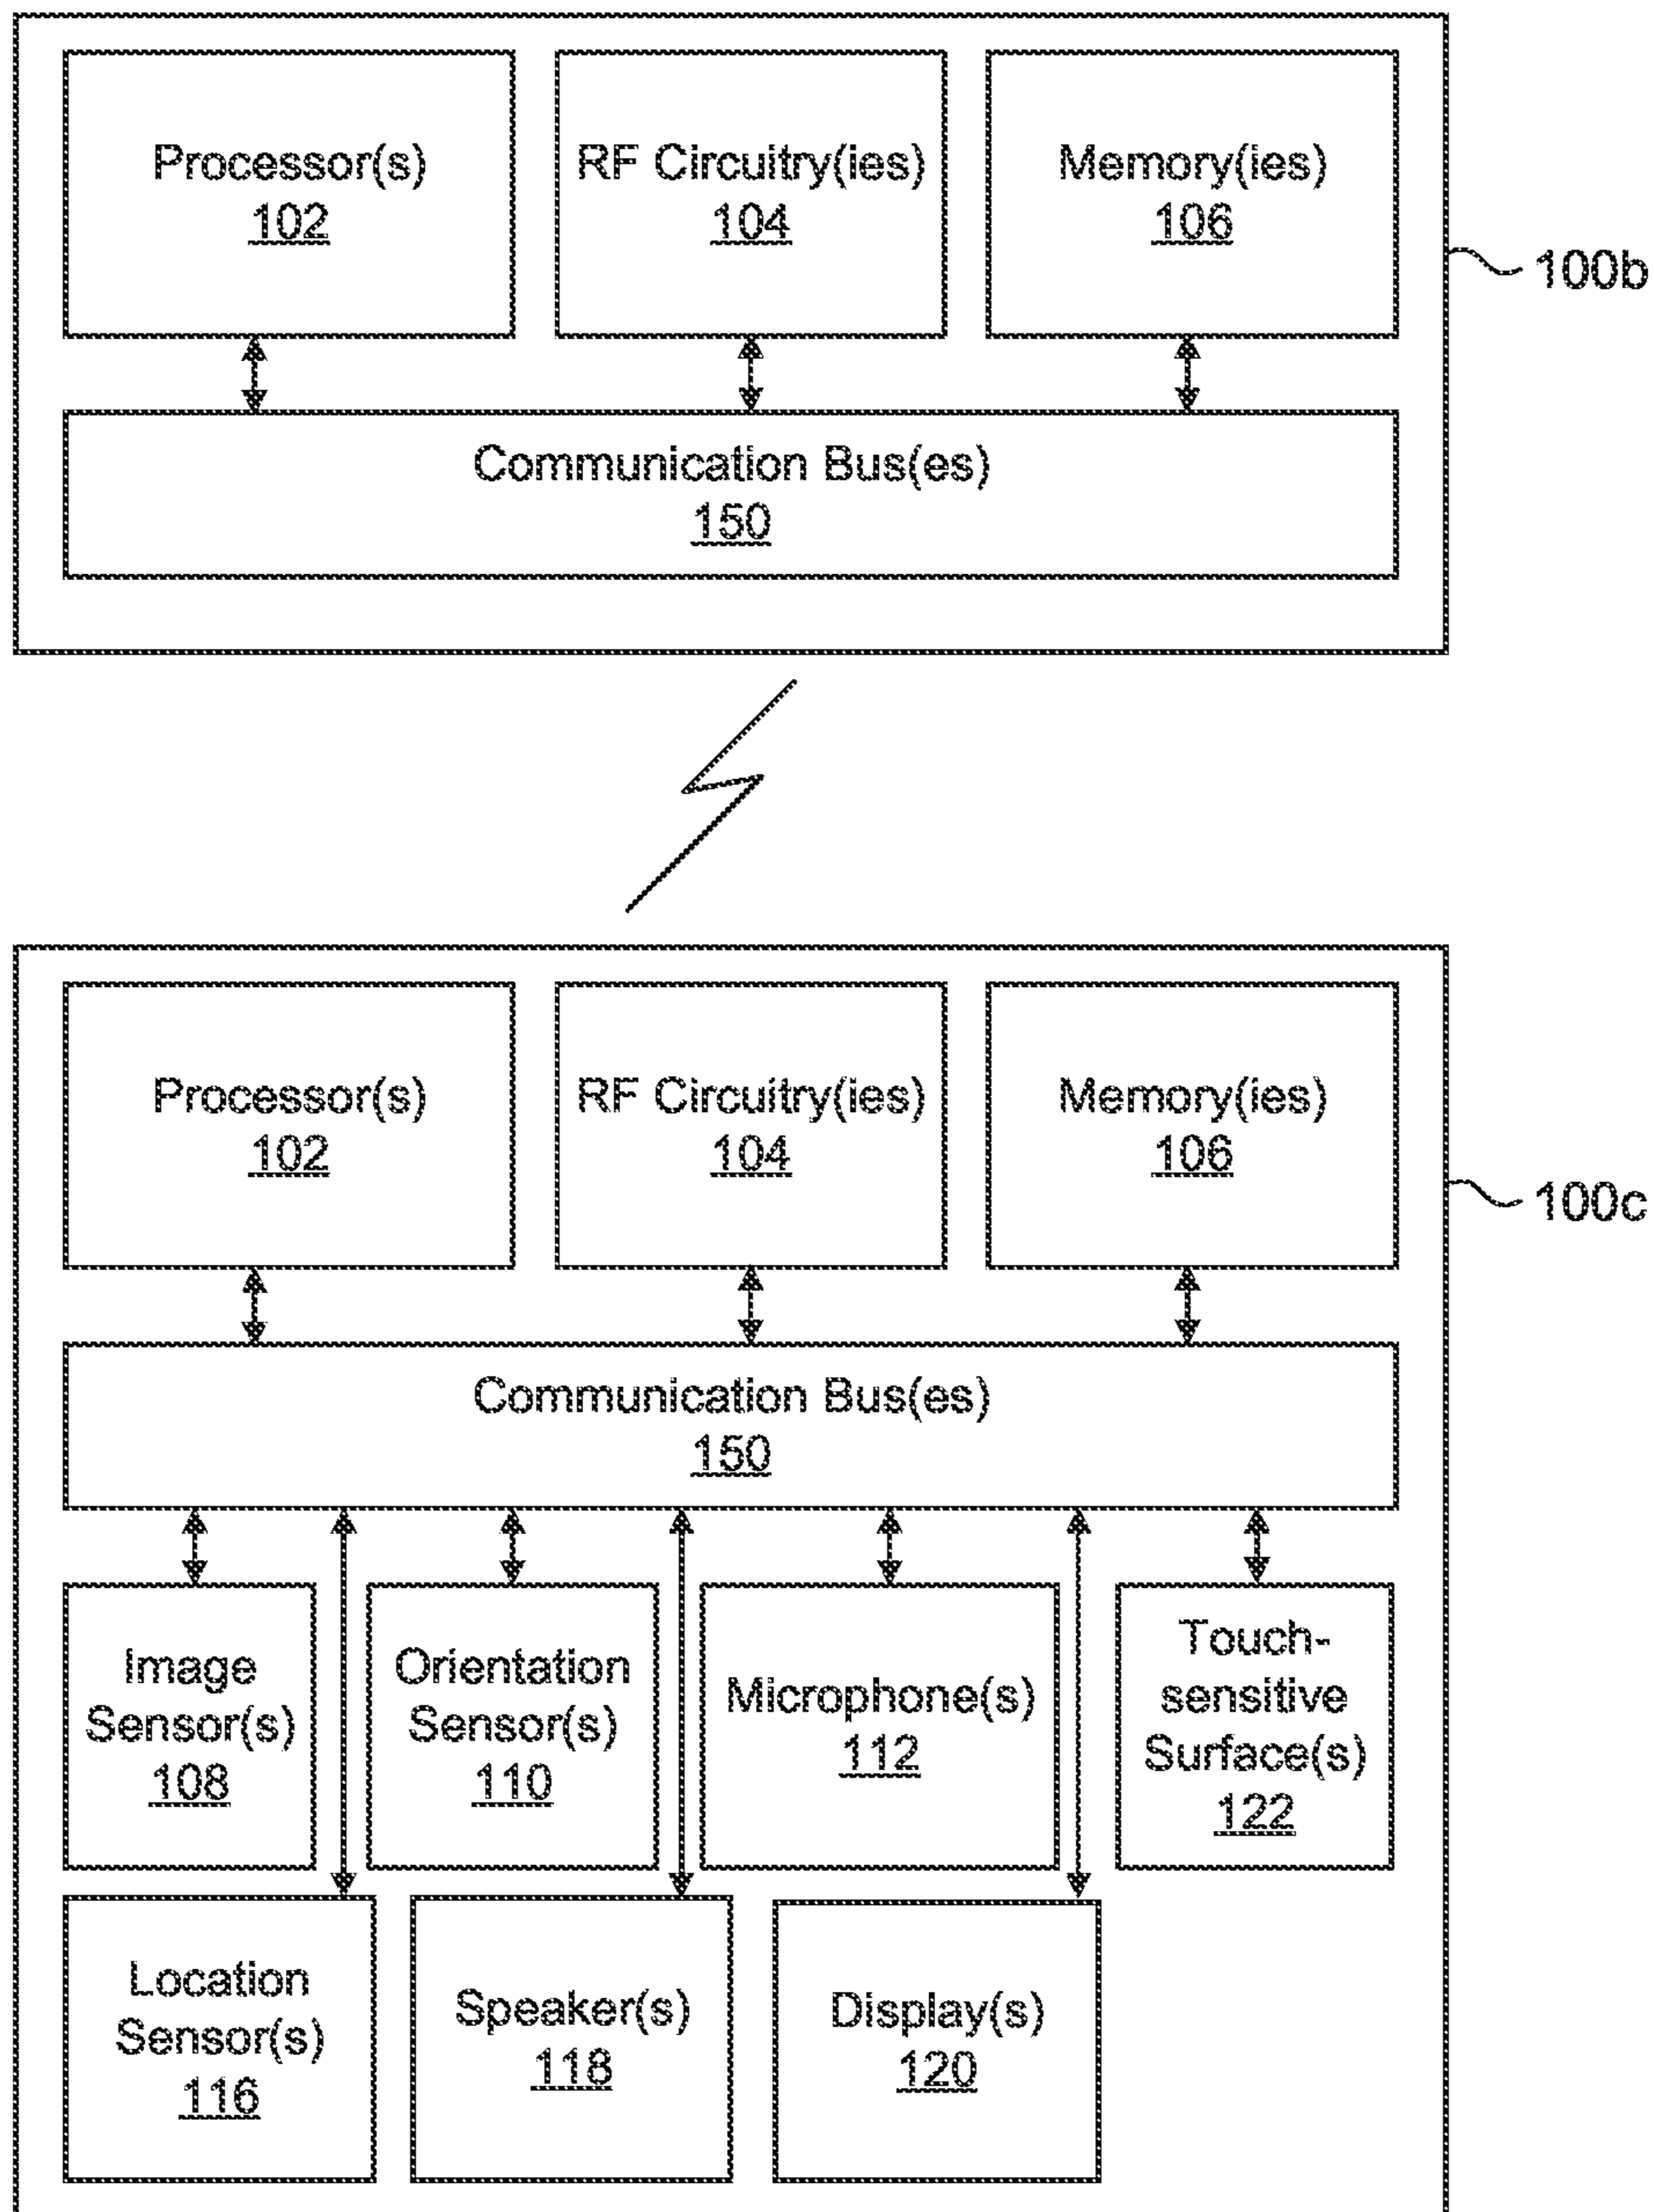 Processor(s)
102
RF Circuitry(ies)
104
Memory(ies)
106
100b
Communication Bus(es)
150
Processor(s)
102
RF Circuitry(ies)
104
Memory(ies)
106
100c
Communication Bus(es)
150
Image
Sensor(s)
108
Orientation
Sensor(s)
110
Microphone(s)
112
Touch-
sensitive
Surface(s)
122
Location
Sensor(s)
116
Speaker(s)
118
Display(s)
120